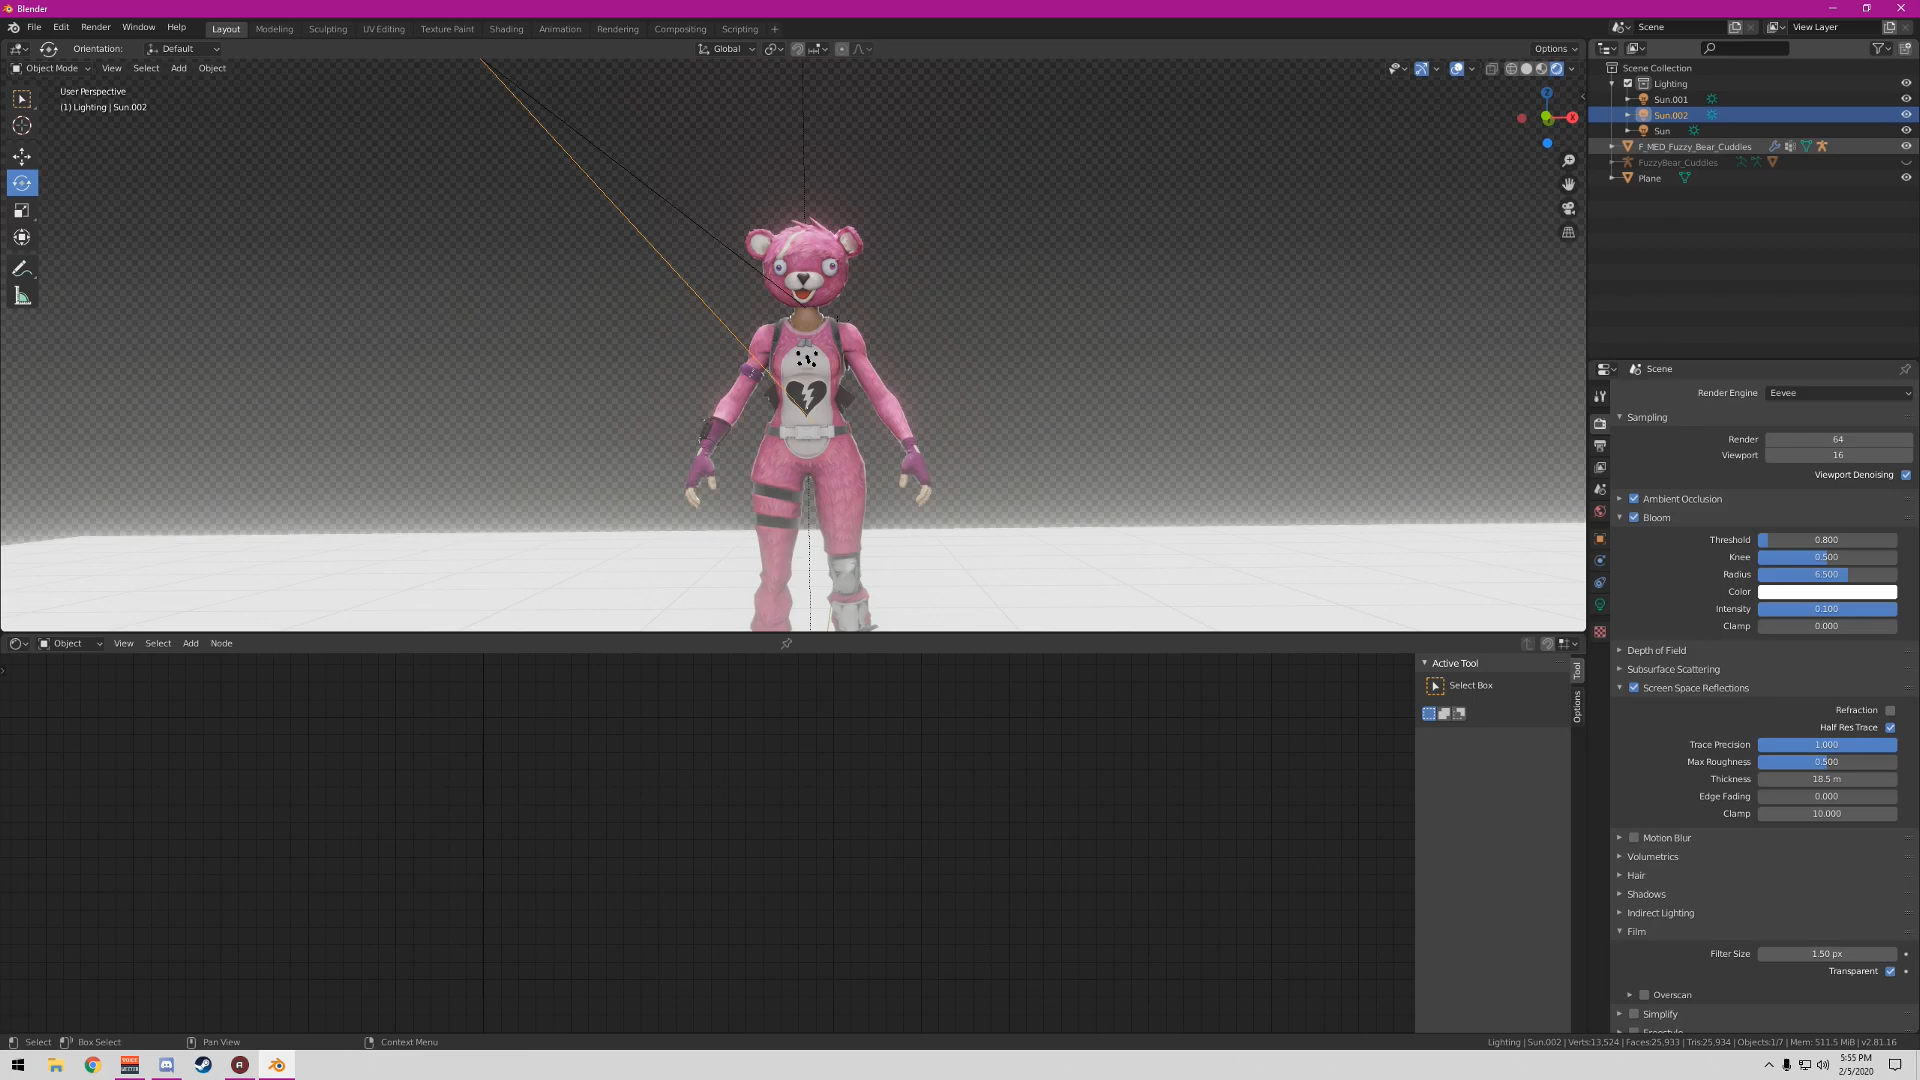 Blender
File Edit Render Window Help Layout Modeling Sculpting UV Editing Texture Paint Shading Animation Rendering Compositing Scripting + Scene View Layer
Orientation: Default Global Options
Object Mode View Select Add Object
User Perspective
(1) Lighting | Sun.002
Z
X
Scene Collection
Lighting
Sun.001
Sun.002
Sun
F_MED_Fuzzy_Bear_Cuddles
FuzzyBear_Cuddles
Plane
Scene
Render Engine Eevee
Sampling
Render 64
Viewport 16
Viewport Denoising
Ambient Occlusion
Bloom
Threshold 0.800
Knee 0.500
Radius 6.500
Color
Intensity 0.100
Clamp 0.000
Depth of Field
Subsurface Scattering
Screen Space Reflections
Refraction
Half Res Trace
Trace Precision 1.000
Max Roughness 0.500
Thickness 18.5 m
Edge Fading 0.000
Clamp 10.000
Motion Blur
Volumetrics
Hair
Shadows
Indirect Lighting
Film
Filter Size 1.50 px
Transparent
Overscan
Simplify
Freestyle
Object View Select Add Node
Active Tool
Select Box
Tool
Options
Select Box Select Pan View Context Menu
Lighting | Sun.002 | Verts:13,524 | Faces:25,933 | Tris:25,934 | Objects:1/7 | Mem: 511.5 MiB | v2.81.16
5:55 PM
2/5/2020